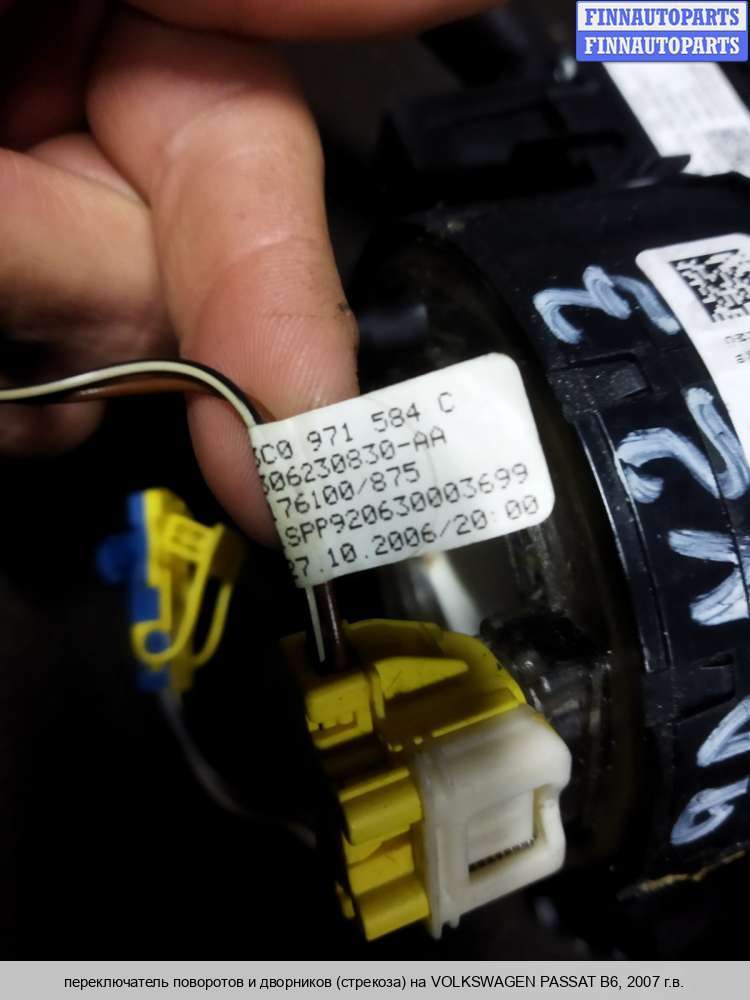 FINNAUTOPARTS
FINNAUTOPARTS
3C0 971 584 C
306230830-AA
176100/875
SPP920630003699
27.10.2006/20:00
переключатель поворотов и дворников (стрекоза) на VOLKSWAGEN PASSAT B6, 2007 г.в.